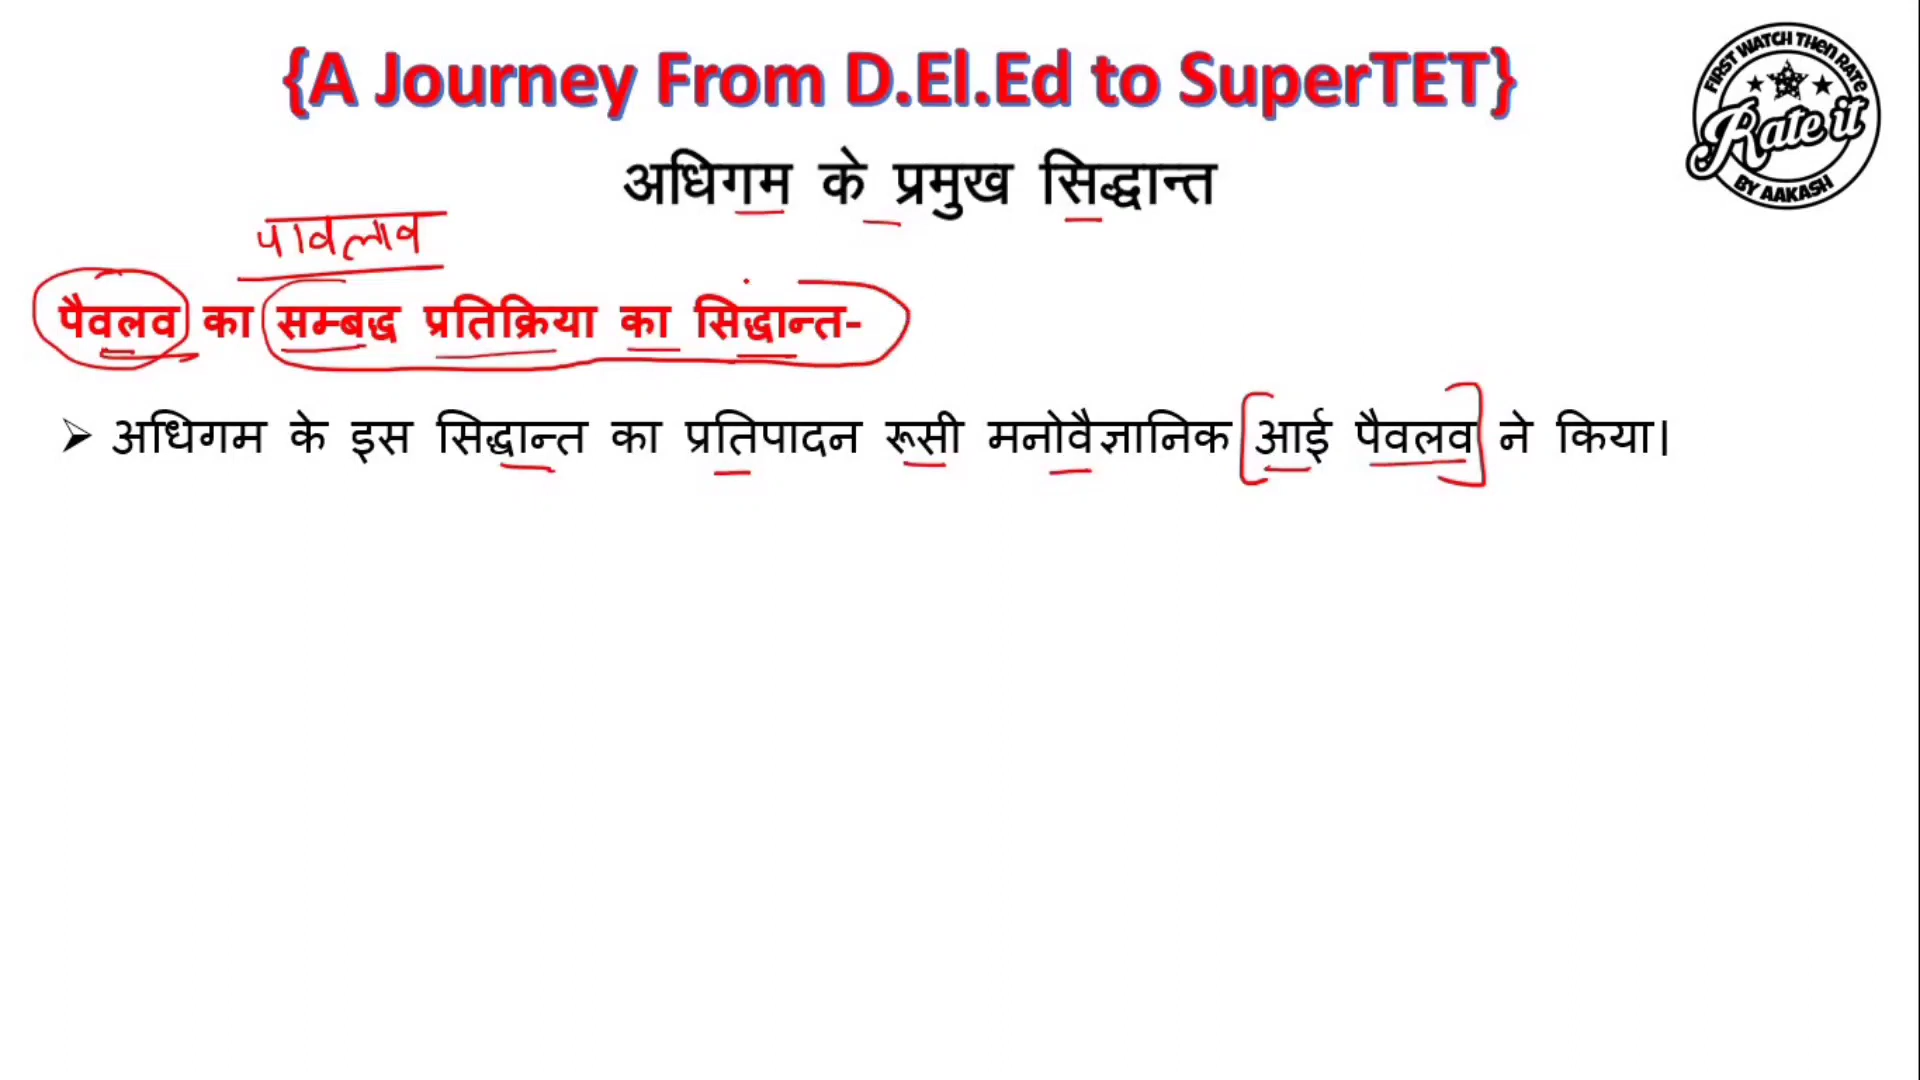 {A Journey From D.El.Ed to SuperTET}
FIRST WATCH THEN RATE
Rate it
BY AAKASH
अधिगम के प्रमुख सिद्धान्त
पावलाव
पैवलव का सम्बद्ध प्रतिक्रिया का सिद्धान्त-
➢ अधिगम के इस सिद्धान्त का प्रतिपादन रूसी मनोवैज्ञानिक आई पैवलव ने किया।